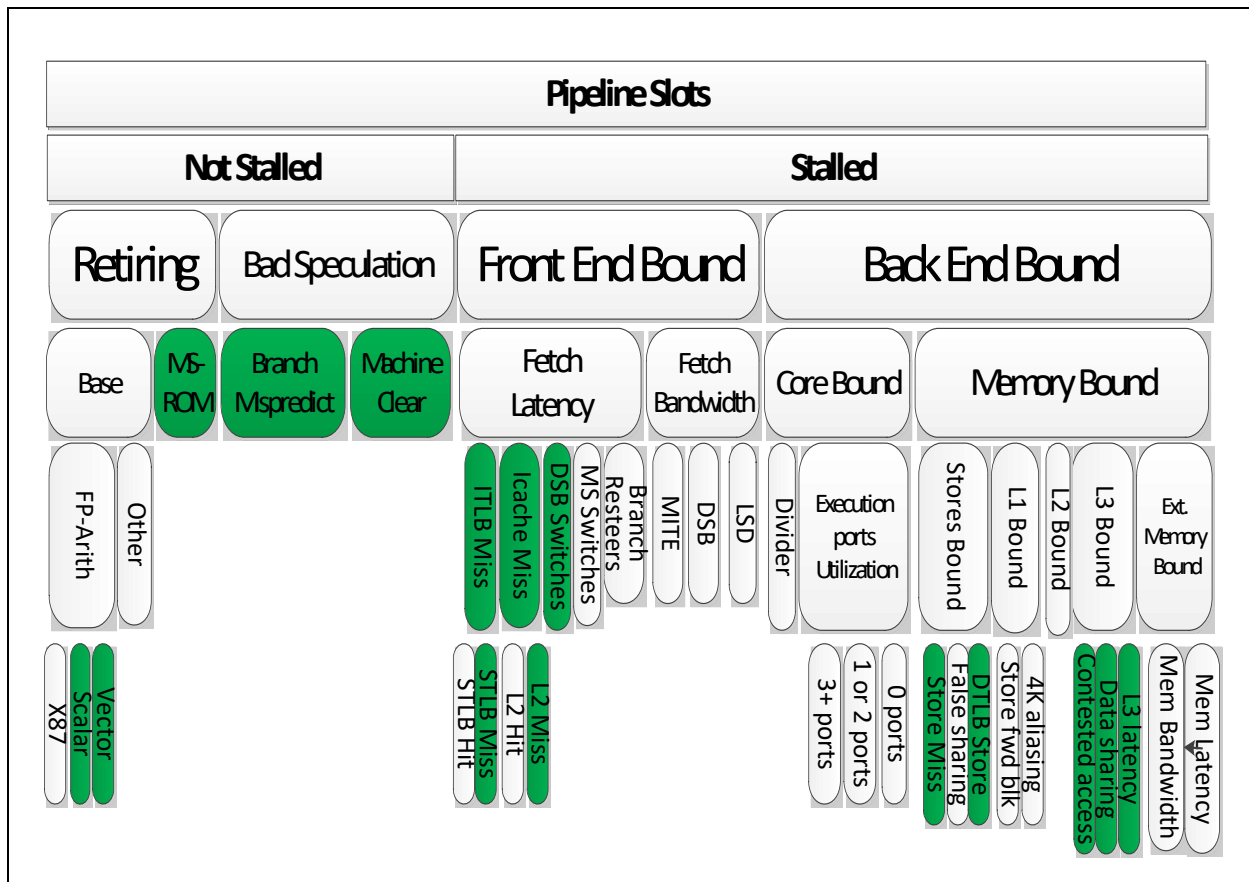 Pipeline Slots
Not Stalled
Stalled
Retiring
Bad Speculation
Front End Bound
Back End Bound
Base
MS-
ROM
Branch
Mispredict
Machine
Clear
Fetch
Latency
Fetch
Bandwidth
Core Bound
Memory Bound
FP-Arith
Other
ITLB Miss
Icache Miss
DSB Switches
MS Switches
Branch
Resteers
MITE
DSB
LSD
Divider
Execution
ports
Utilization
Stores Bound
L1 Bound
L2 Bound
L3 Bound
Ext.
Memory
Bound
X87
Scalar
Vector
STLB Hit
STLB Miss
L2 Hit
L2 Miss
3+ ports
1 or 2 ports
0 ports
Store Miss
False sharing
DTLB Store
Store fwd blk
4K aliasing
Contested access
Data sharing
L3 latency
Mem Bandwidth
Mem Latency